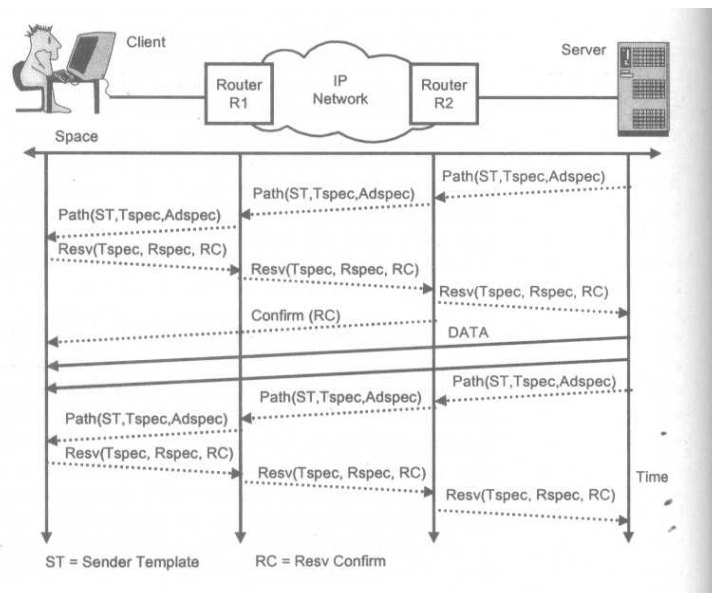 Client
Server
Router
R1
IP
Network
Router
R2
Space
Path(ST,Tspec,Adspec)
Path(ST,Tspec,Adspec)
Path(ST,Tspec,Adspec)
Resv(Tspec, Rspec, RC)
Resv(Tspec, Rspec, RC)
Resv(Tspec, Rspec, RC)
Confirm (RC)
DATA
Path(ST,Tspec,Adspec)
Path(ST,Tspec,Adspec)
Path(ST,Tspec,Adspec)
Resv(Tspec, Rspec, RC)
Resv(Tspec, Rspec, RC)
Time
Resv(Tspec, Rspec, RC)
ST = Sender Template
RC = Resv Confirm